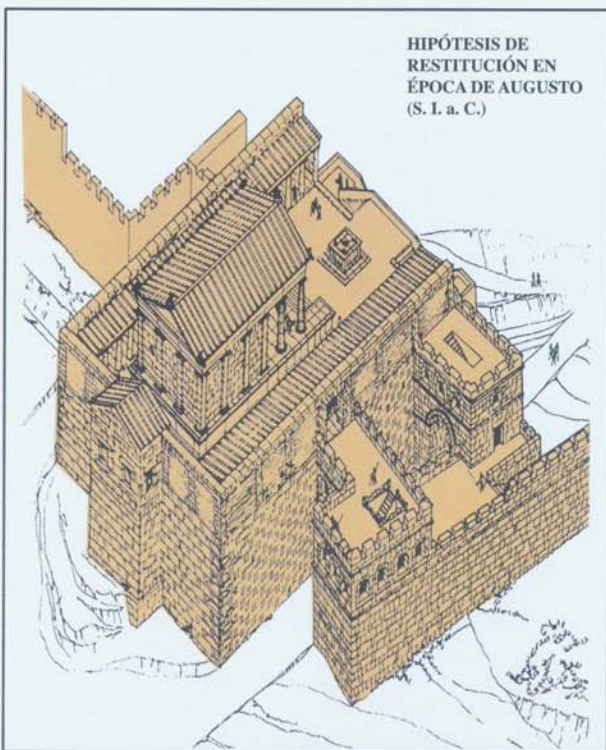 HIPÓTESIS DE
RESTITUCIÓN EN
ÉPOCA DE AUGUSTO
(S. I. a. C.)